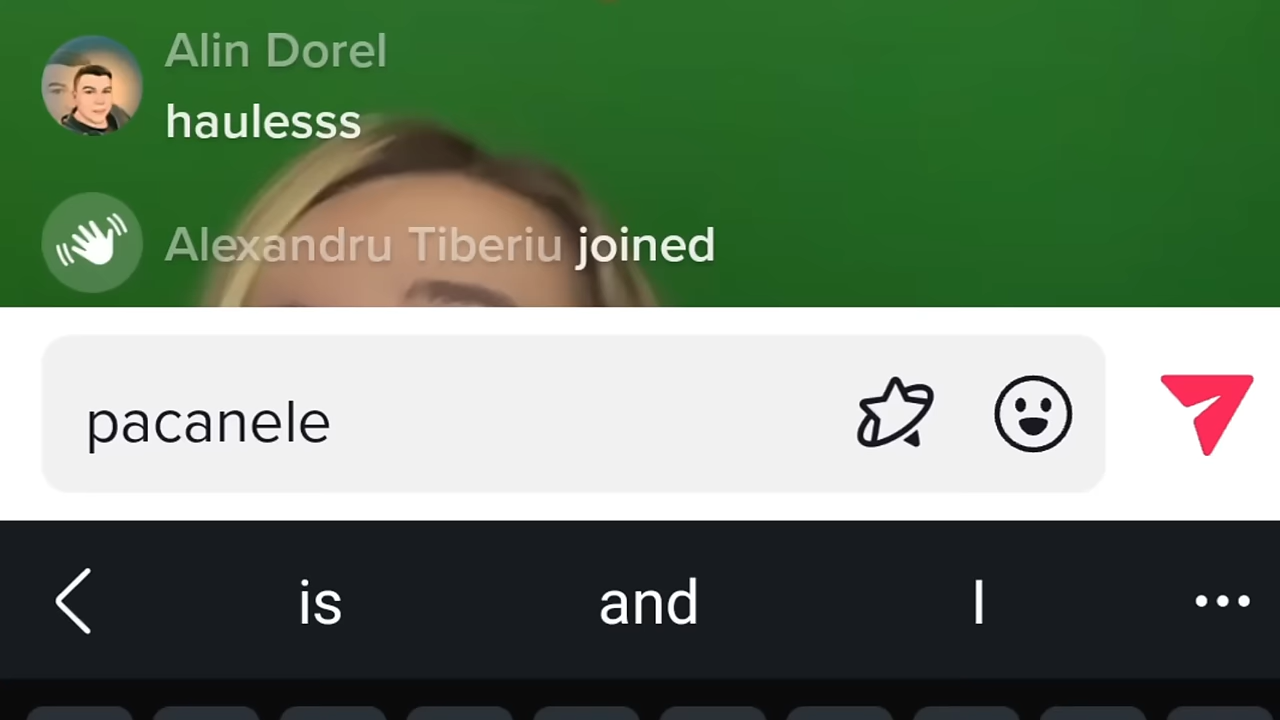 Alin Dorel
haulesss
Alexandru Tiberiu joined
pacanele
is and I